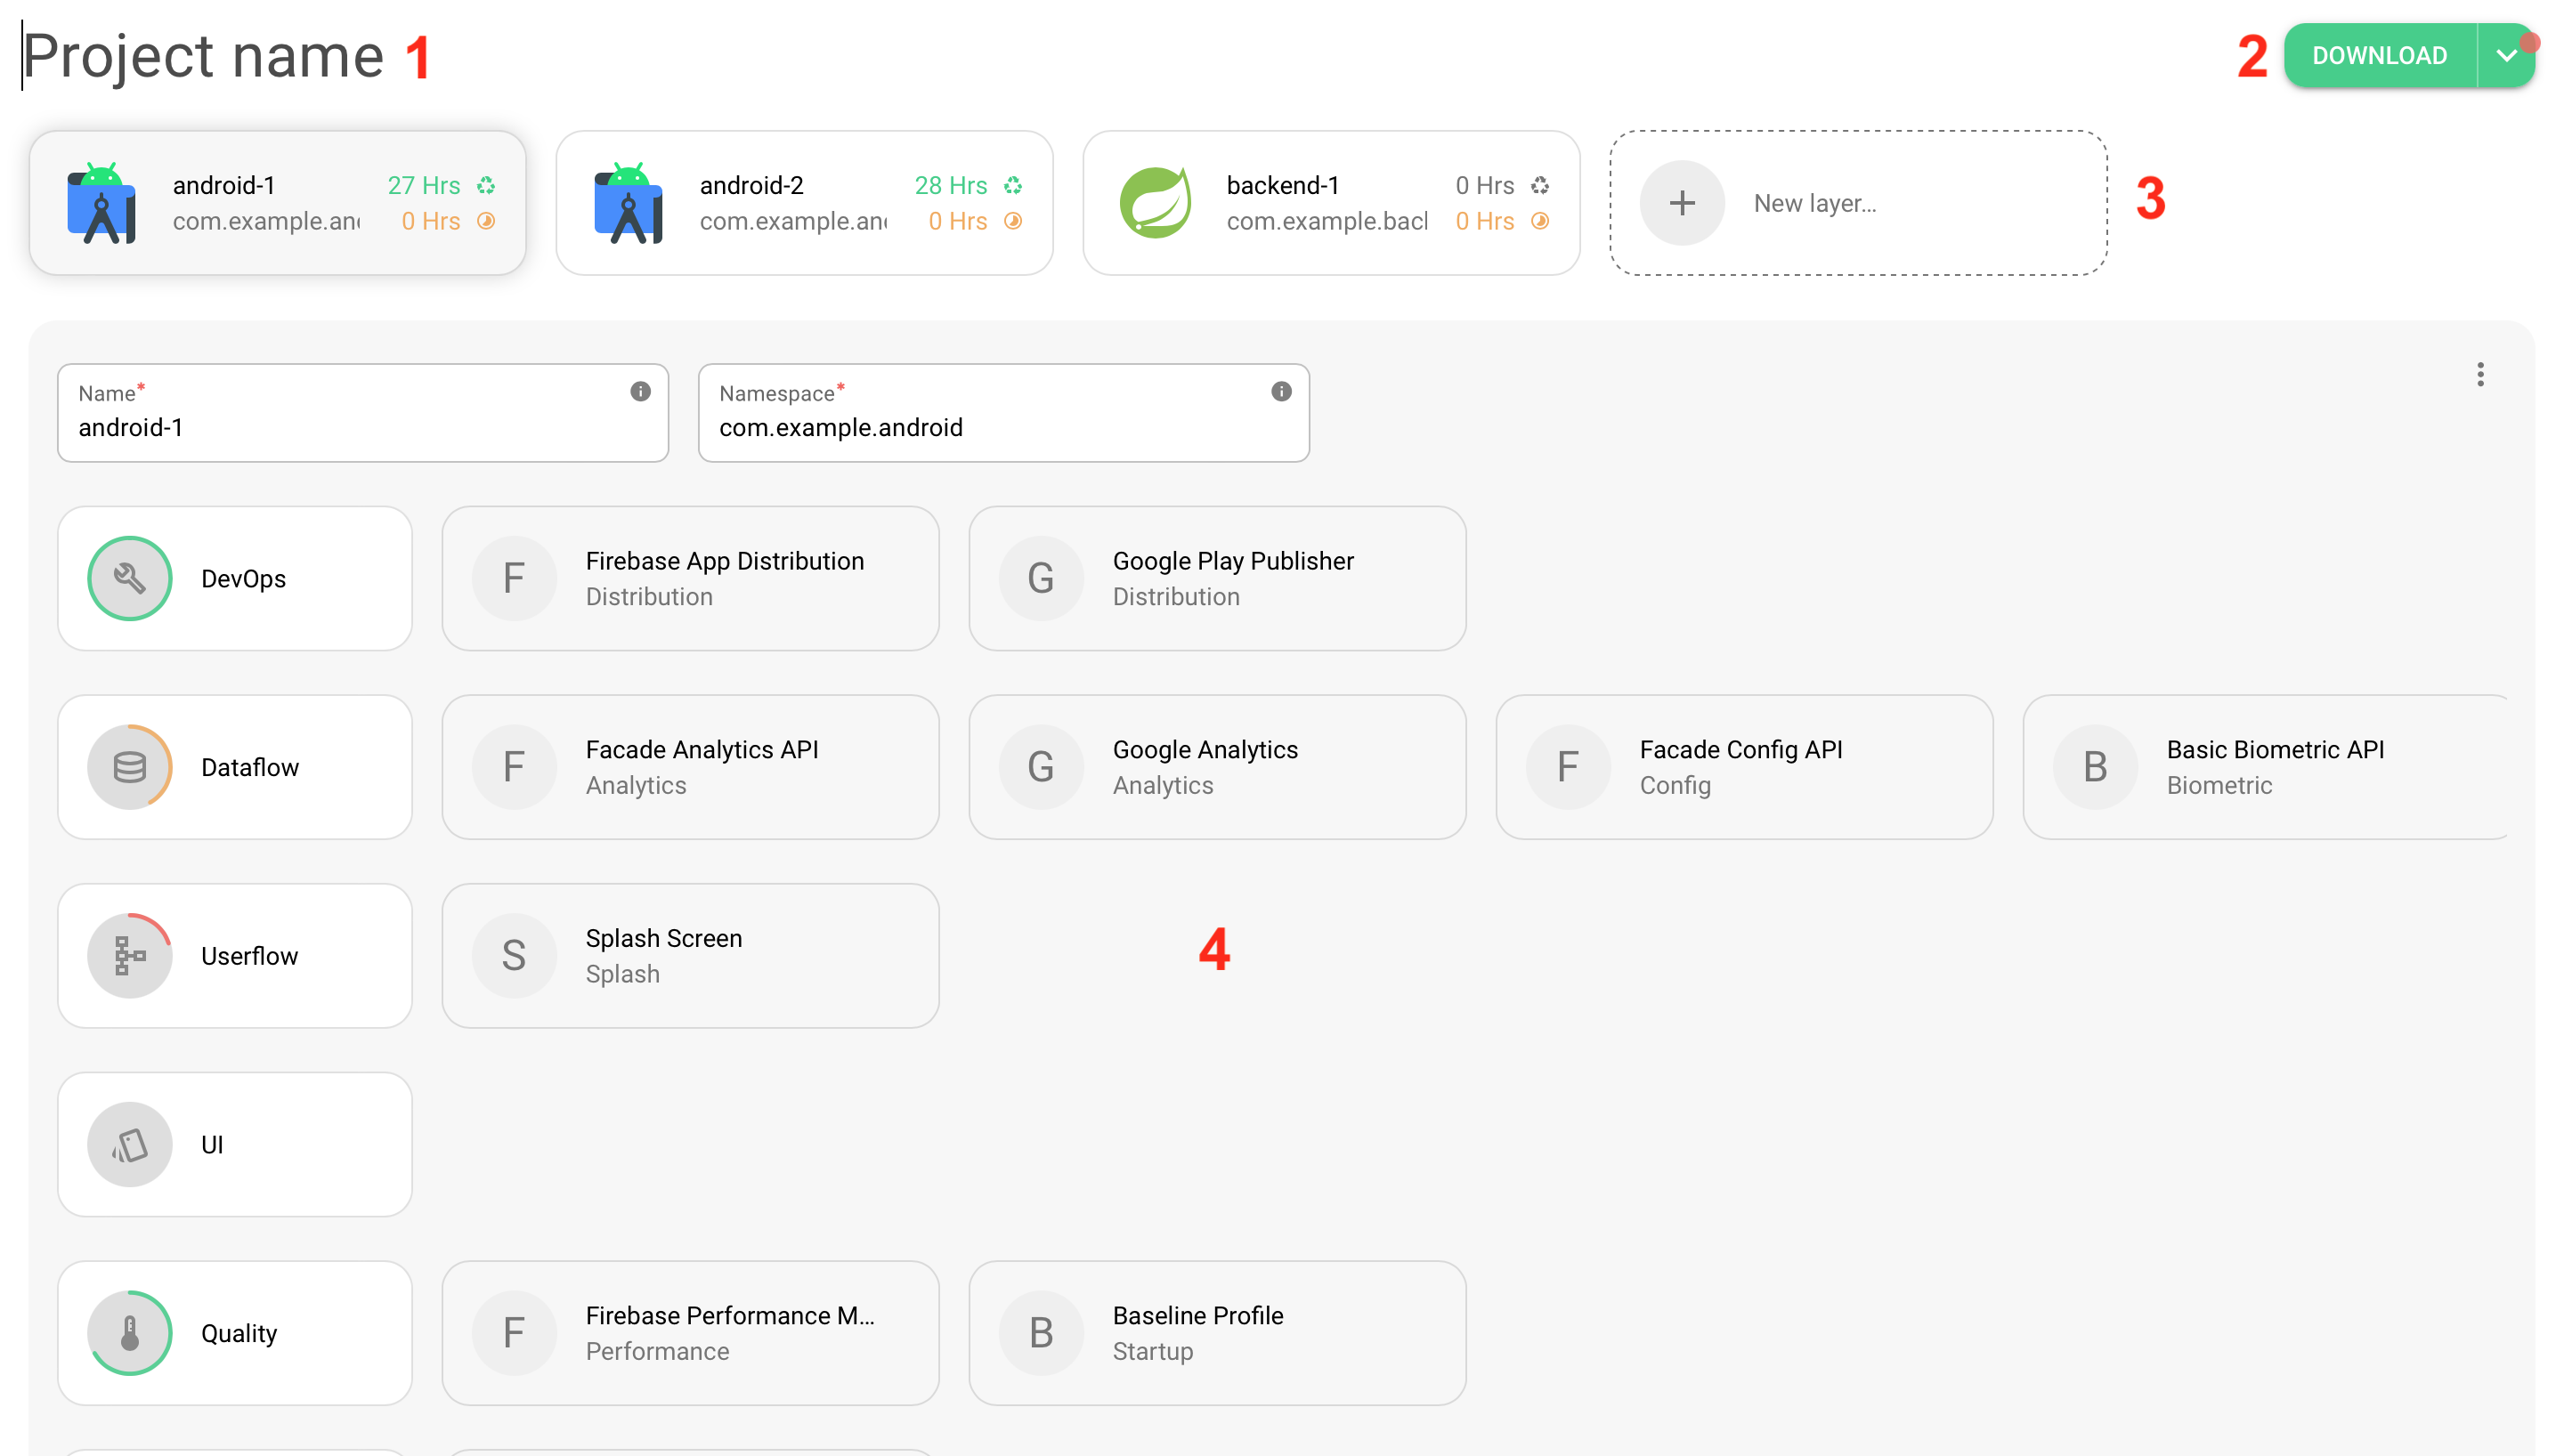 Project name 1
2 DOWNLOAD
android-1 27 Hrs
com.example.and 0 Hrs
android-2 28 Hrs
com.example.and 0 Hrs
backend-1 0 Hrs
com.example.bacl 0 Hrs
New layer...
3
Name*
android-1
Namespace*
com.example.android
DevOps
F
Firebase App Distribution
Distribution
G
Google Play Publisher
Distribution
Dataflow
F
Facade Analytics API
Analytics
G
Google Analytics
Analytics
F
Facade Config API
Config
B
Basic Biometric API
Biometric
Userflow
S
Splash Screen
Splash
4
UI
Quality
F
Firebase Performance M...
Performance
B
Baseline Profile
Startup